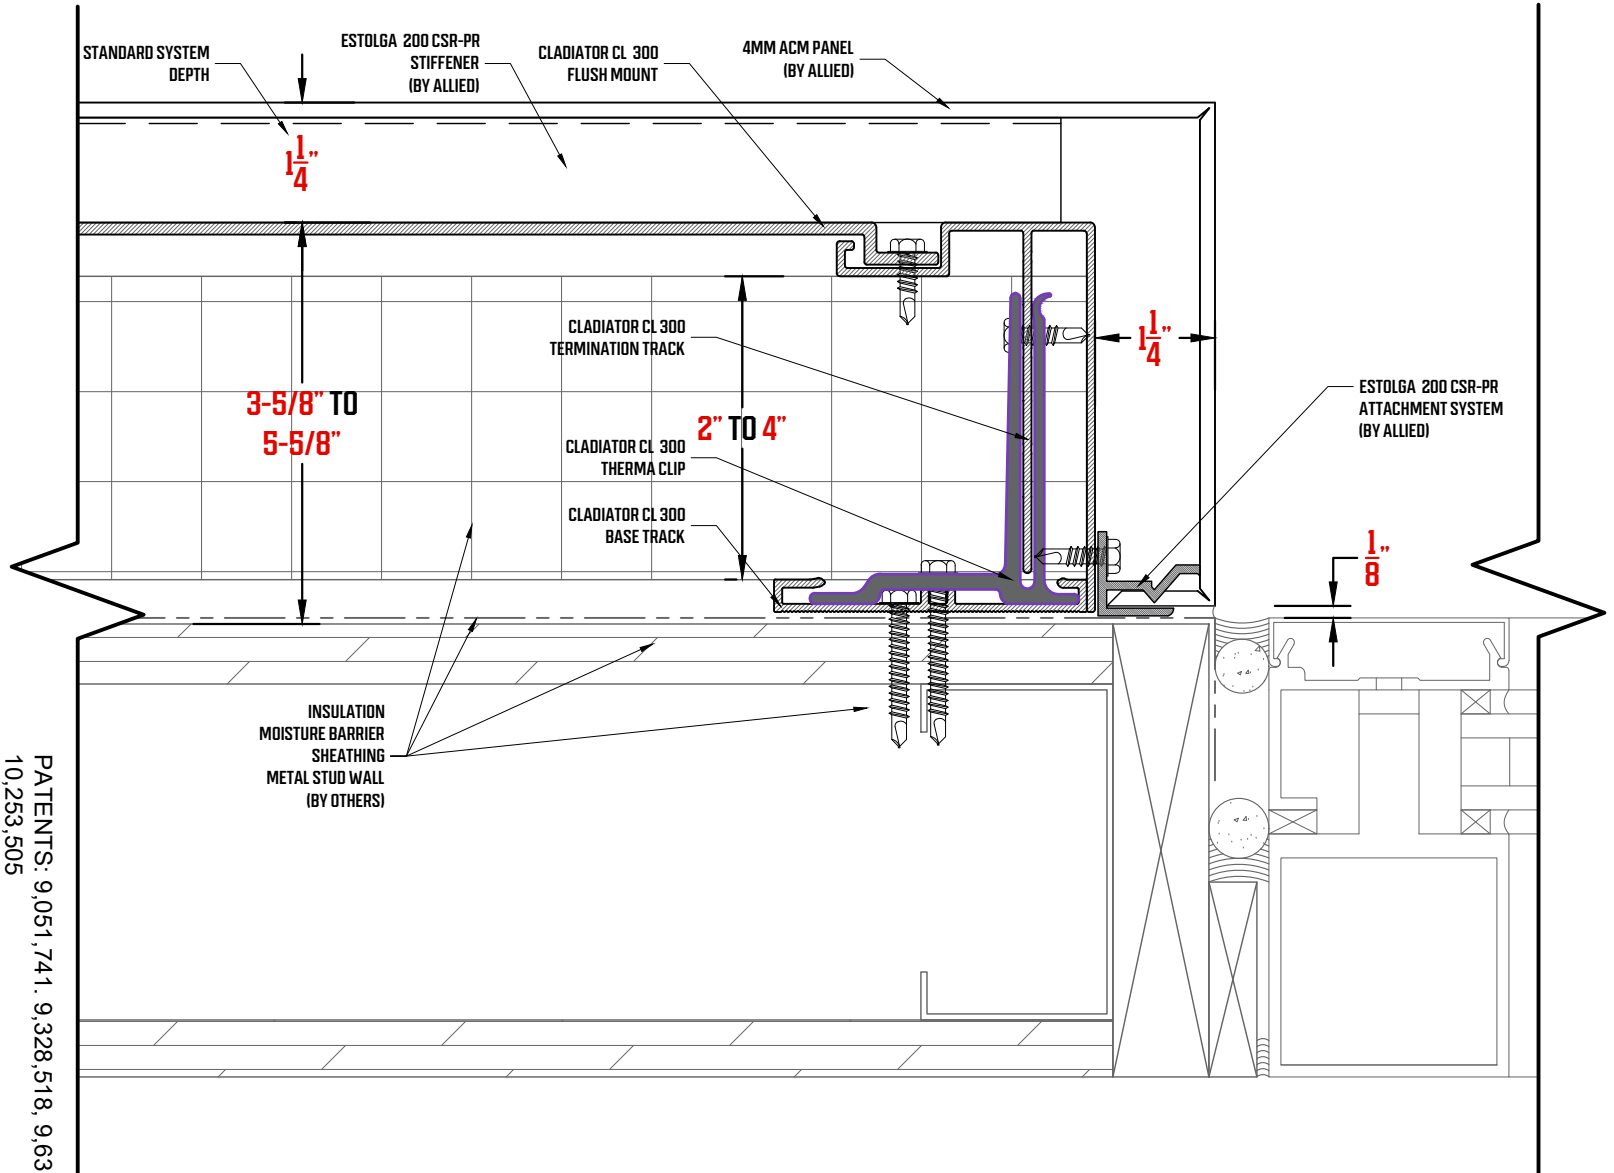 STANDARD SYSTEM
DEPTH
ESTOLGA 200 CSR-PR
STIFFENER
(BY ALLIED)
CLADIATOR CL 300
FLUSH MOUNT
4MM ACM PANEL
(BY ALLIED)
1 1/4"
CLADIATOR CL 300
TERMINATION TRACK
1 1/4"
ESTOLGA 200 CSR-PR
ATTACHMENT SYSTEM
(BY ALLIED)
3-5/8" TO
5-5/8"
2" TO 4"
CLADIATOR CL 300
THERMA CLIP
CLADIATOR CL 300
BASE TRACK
1/8"
INSULATION
MOISTURE BARRIER
SHEATHING
METAL STUD WALL
(BY OTHERS)
PATENTS: 9,051,741. 9,328,518, 9,63
10,253,505